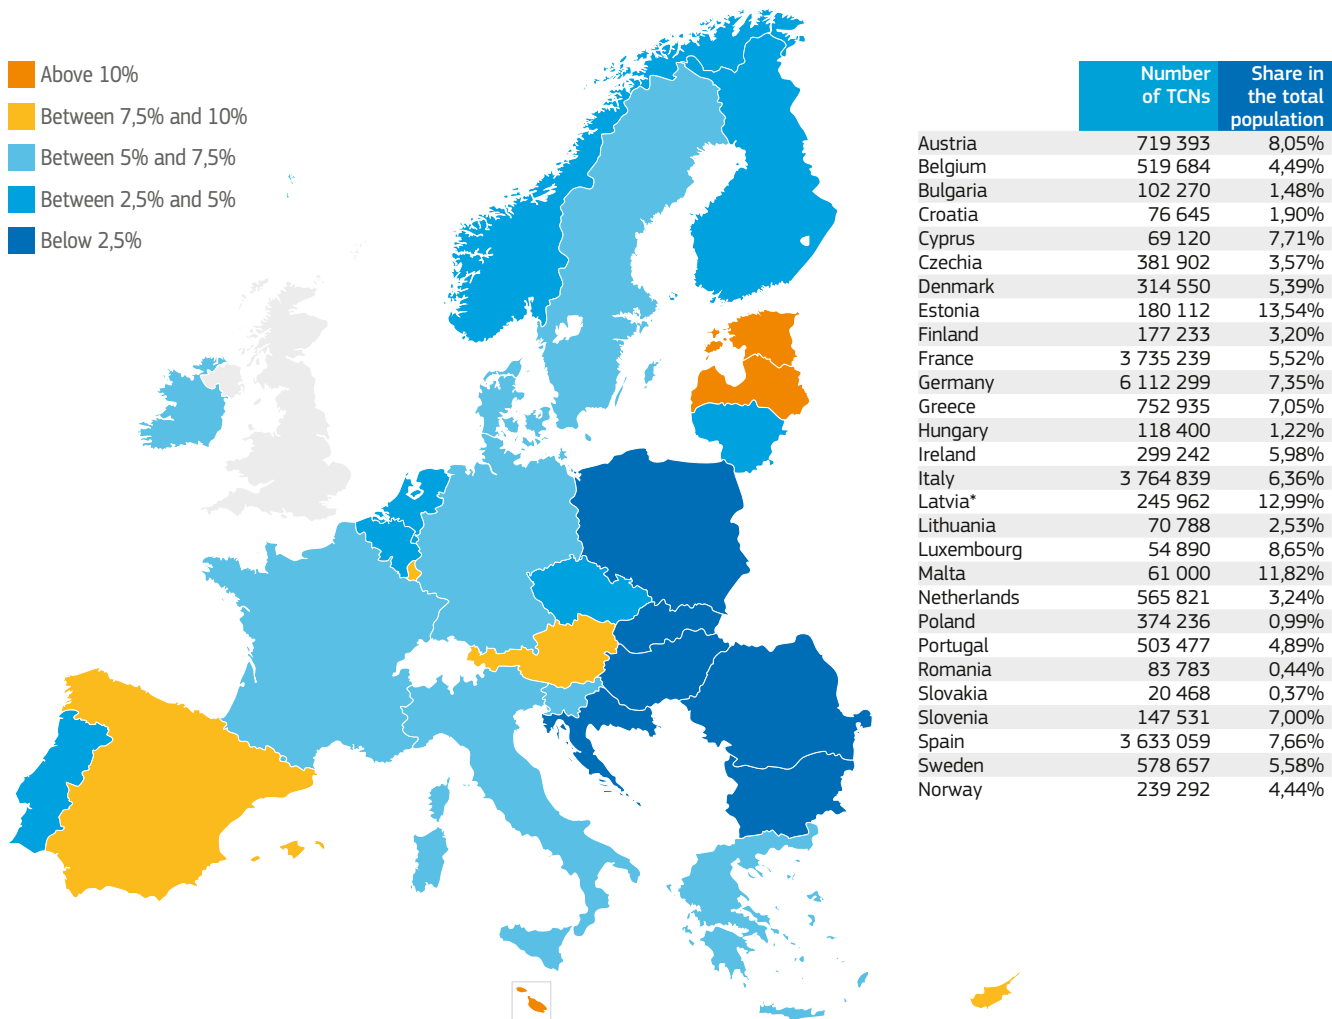 Above 10%
Between 7,5% and 10%
Between 5% and 7,5%
Between 2,5% and 5%
Below 2,5%
Number of TCNs Share in the total population
Austria 719 393 8,05%
Belgium 519 684 4,49%
Bulgaria 102 270 1,48%
Croatia 76 645 1,90%
Cyprus 69 120 7,71%
Czechia 381 902 3,57%
Denmark 314 550 5,39%
Estonia 180 112 13,54%
Finland 177 233 3,20%
France 3 735 239 5,52%
Germany 6 112 299 7,35%
Greece 752 935 7,05%
Hungary 118 400 1,22%
Ireland 299 242 5,98%
Italy 3 764 839 6,36%
Latvia* 245 962 12,99%
Lithuania 70 788 2,53%
Luxembourg 54 890 8,65%
Malta 61 000 11,82%
Netherlands 565 821 3,24%
Poland 374 236 0,99%
Portugal 503 477 4,89%
Romania 83 783 0,44%
Slovakia 20 468 0,37%
Slovenia 147 531 7,00%
Spain 3 633 059 7,66%
Sweden 578 657 5,58%
Norway 239 292 4,44%